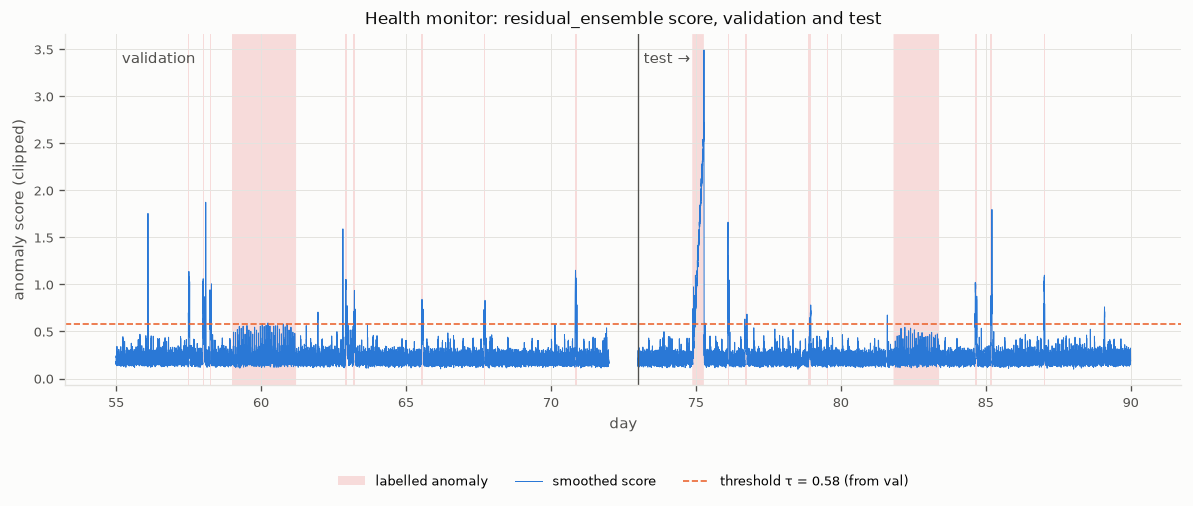 Health monitor: residual_ensemble score, validation and test
anomaly score (clipped)
3.5
3.0
2.5
2.0
1.5
1.0
0.5
0.0
validation
test →
55
60
65
70
75
80
85
90
day
labelled anomaly
smoothed score
threshold τ = 0.58 (from val)